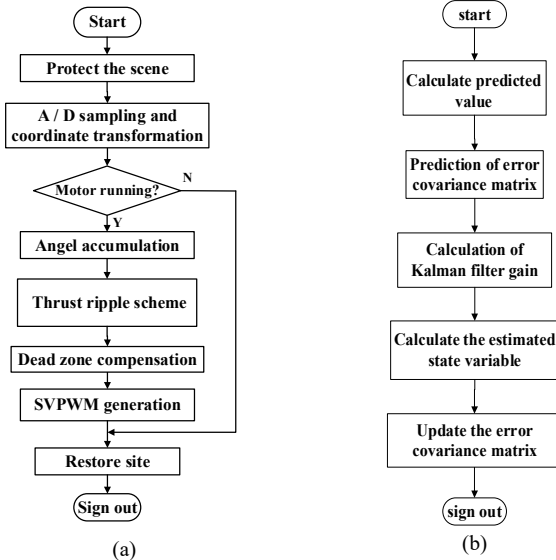 Start
Protect the scene
A / D sampling and
coordinate transformation
Motor running?
N
Y
Angel accumulation
Thrust ripple scheme
Dead zone compensation
SVPWM generation
Restore site
Sign out
(a)
start
Calculate predicted
value
Prediction of error
covariance matrix
Calculation of
Kalman filter gain
Calculate the estimated
state variable
Update the error
covariance matrix
sign out
(b)